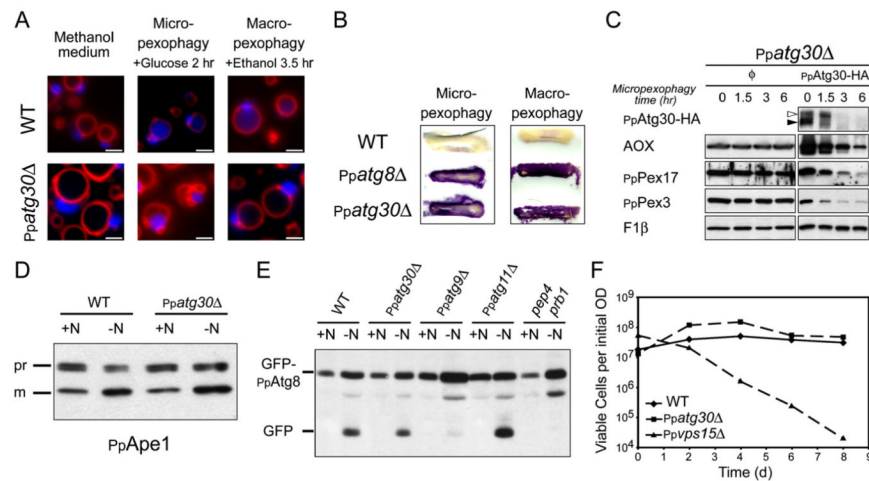 A
Methanol medium
Micro-pexophagy +Glucose 2 hr
Macro-pexophagy +Ethanol 3.5 hr
WT
Ppatg30Δ
B
Micro-pexophagy
Macro-pexophagy
WT
Ppatg8Δ
Ppatg30Δ
C
Ppatg30Δ
ϕ
PpAtg30-HA
Micropexophagy time (hr)
0 1.5 3 6 0 1.5 3 6
PpAtg30-HA
AOX
PpPex17
PpPex3
F1β
D
WT Ppatg30Δ
+N -N +N -N
pr
m
PpApe1
E
WT Ppatg30Δ Ppatg9Δ Ppatg11Δ pep4 prb1
+N -N +N -N +N -N +N -N +N -N
GFP-PpAtg8
GFP
F
Viable Cells per initial OD
10^9
10^8
10^7
10^6
10^5
10^4
WT
Ppatg30Δ
Ppvps15Δ
0 1 2 3 4 5 6 7 8 9
Time (d)